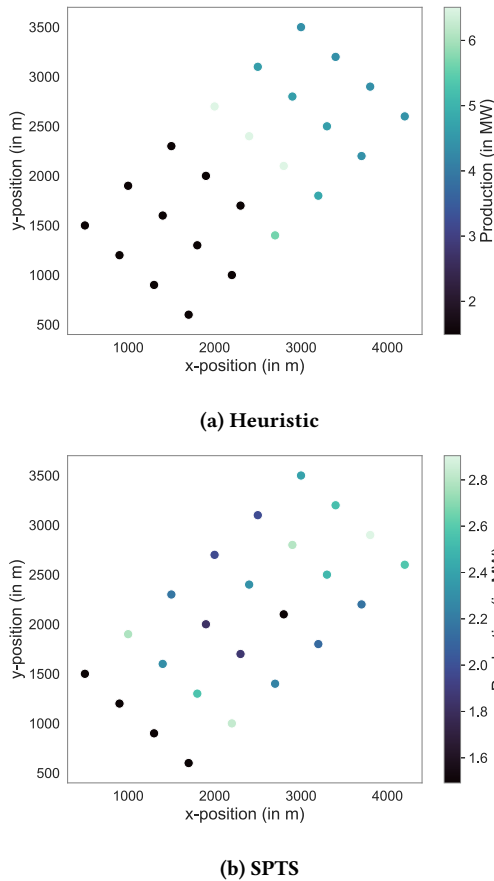 3500
3000
2500
2000
1500
1000
500
y-position (in m)
1000 2000 3000 4000
x-position (in m)
6
5
4
3
2
Production (in MW)
(a) Heuristic
3500
3000
2500
2000
1500
1000
500
y-position (in m)
1000 2000 3000 4000
x-position (in m)
2.8
2.6
2.4
2.2
2.0
1.8
1.6
(b) SPTS